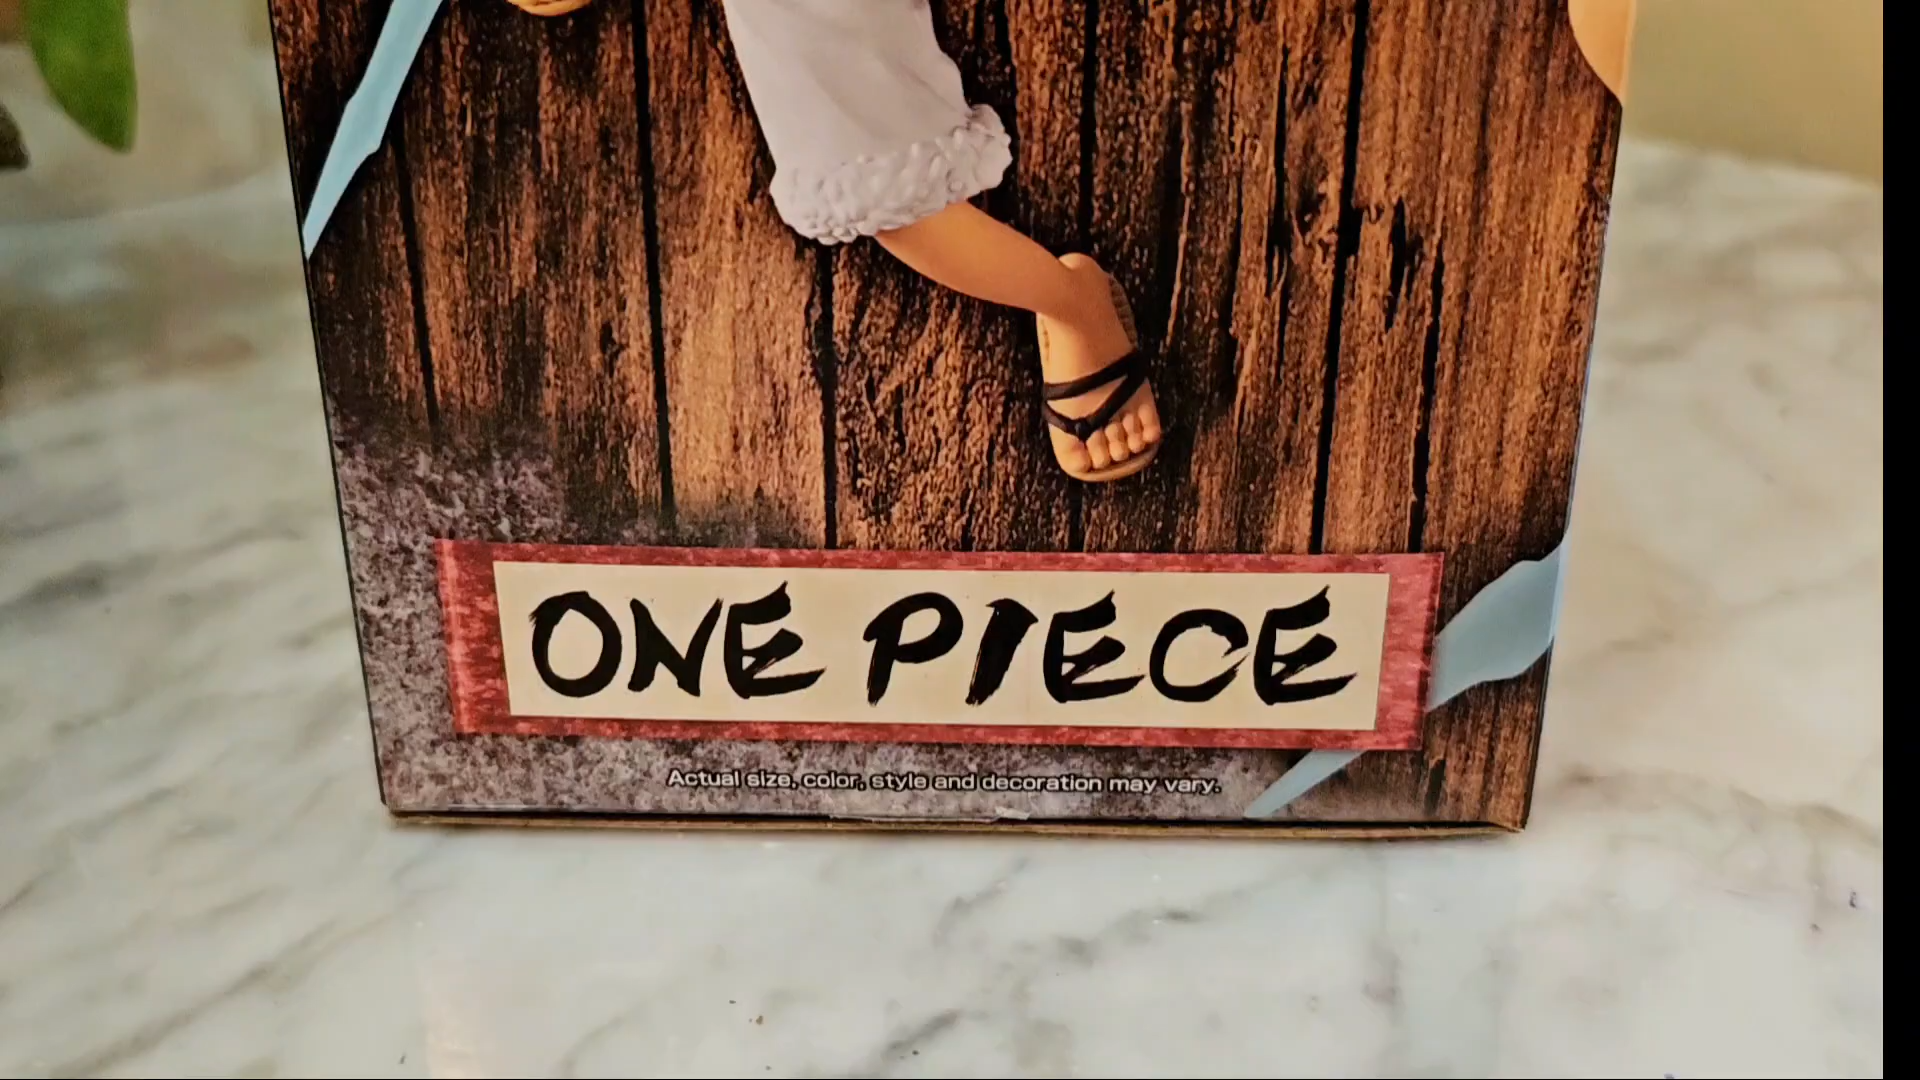 ONE PIECE
Actual size, color, style and decoration may vary.